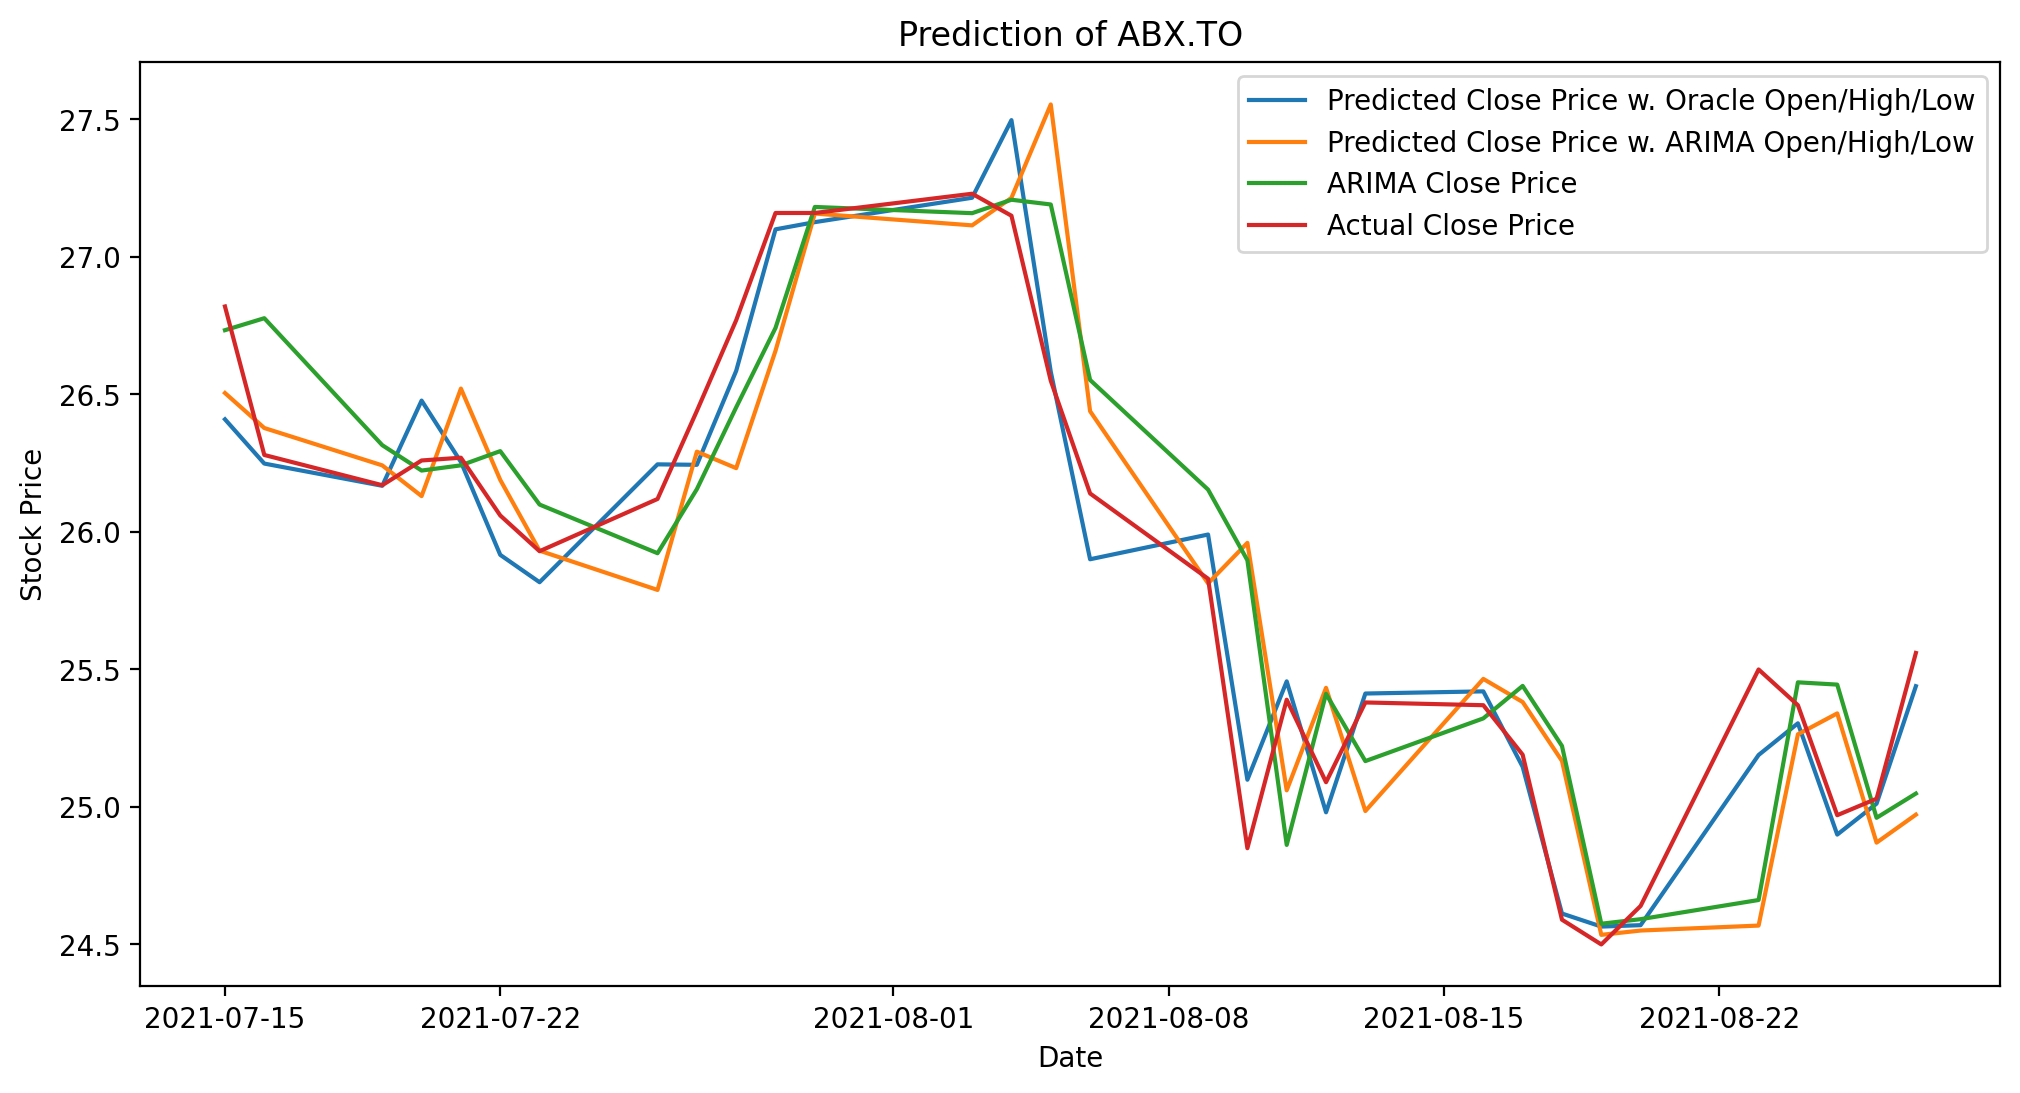 Prediction of ABX.TO
Predicted Close Price w. Oracle Open/High/Low
Predicted Close Price w. ARIMA Open/High/Low
ARIMA Close Price
Actual Close Price
27.5
27.0
26.5
26.0
25.5
25.0
24.5
Stock Price
2021-07-15
2021-07-22
2021-08-01
2021-08-08
2021-08-15
2021-08-22
Date